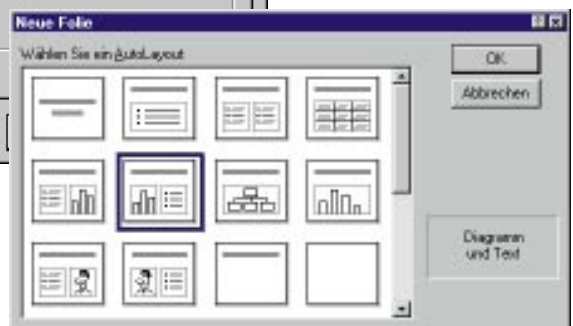 Neue Folie
Wählen Sie ein AutoLayout
OK
Abbrechen
Diagramm
und Text